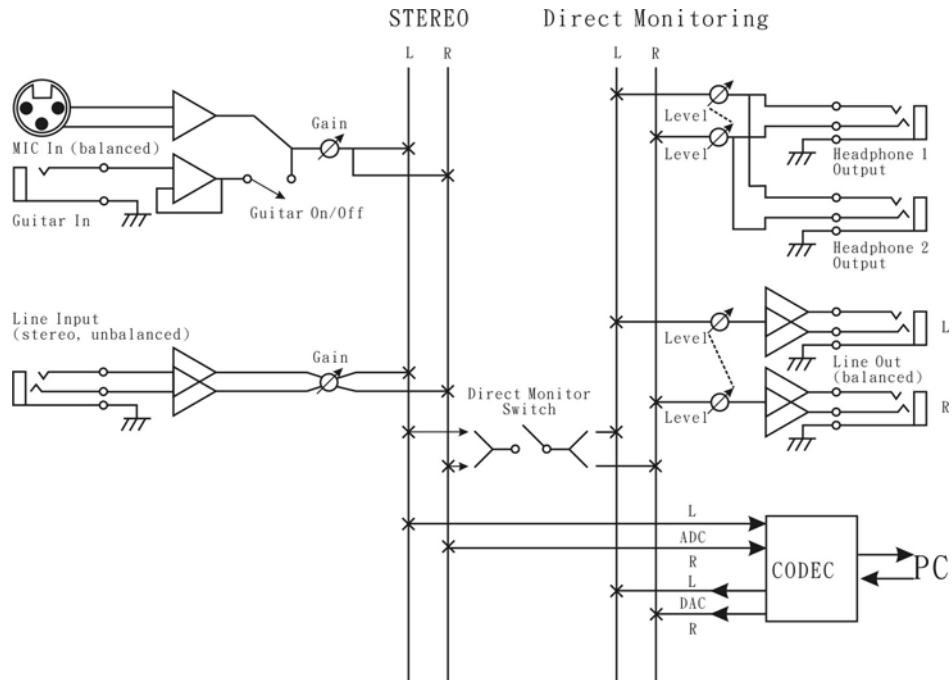 STEREO
Direct Monitoring
L
R
L
R
MIC In (balanced)
Gain
Guitar In
Guitar On/Off
Level
Level
Headphone 1
Output
Headphone 2
Output
Line Input
(stereo, unbalanced)
Gain
Direct Monitor
Switch
Level
Level
L
Line Out
(balanced)
R
L
ADC
R
L
DAC
R
CODEC
PC